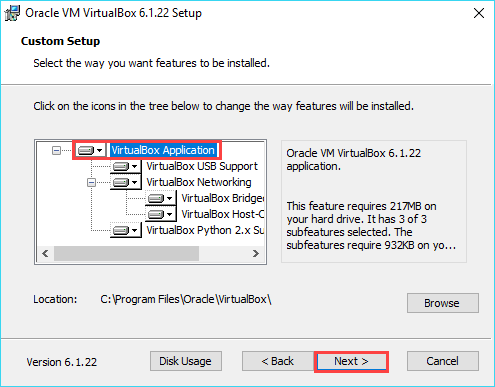 Oracle VM VirtualBox 6.1.22 Setup
Custom Setup
Select the way you want features to be installed.
Click on the icons in the tree below to change the way features will be installed.
VirtualBox Application
VirtualBox USB Support
VirtualBox Networking
VirtualBox Bridge
VirtualBox Host-
VirtualBox Python 2.x Su
Oracle VM VirtualBox 6.1.22
application.
This feature requires 217MB on
your hard drive. It has 3 of 3
subfeatures selected. The
subfeatures require 932KB on yo...
Location: C:\Program Files\Oracle\VirtualBox\
Browse
Version 6.1.22
Disk Usage
< Back
Next >
Cancel